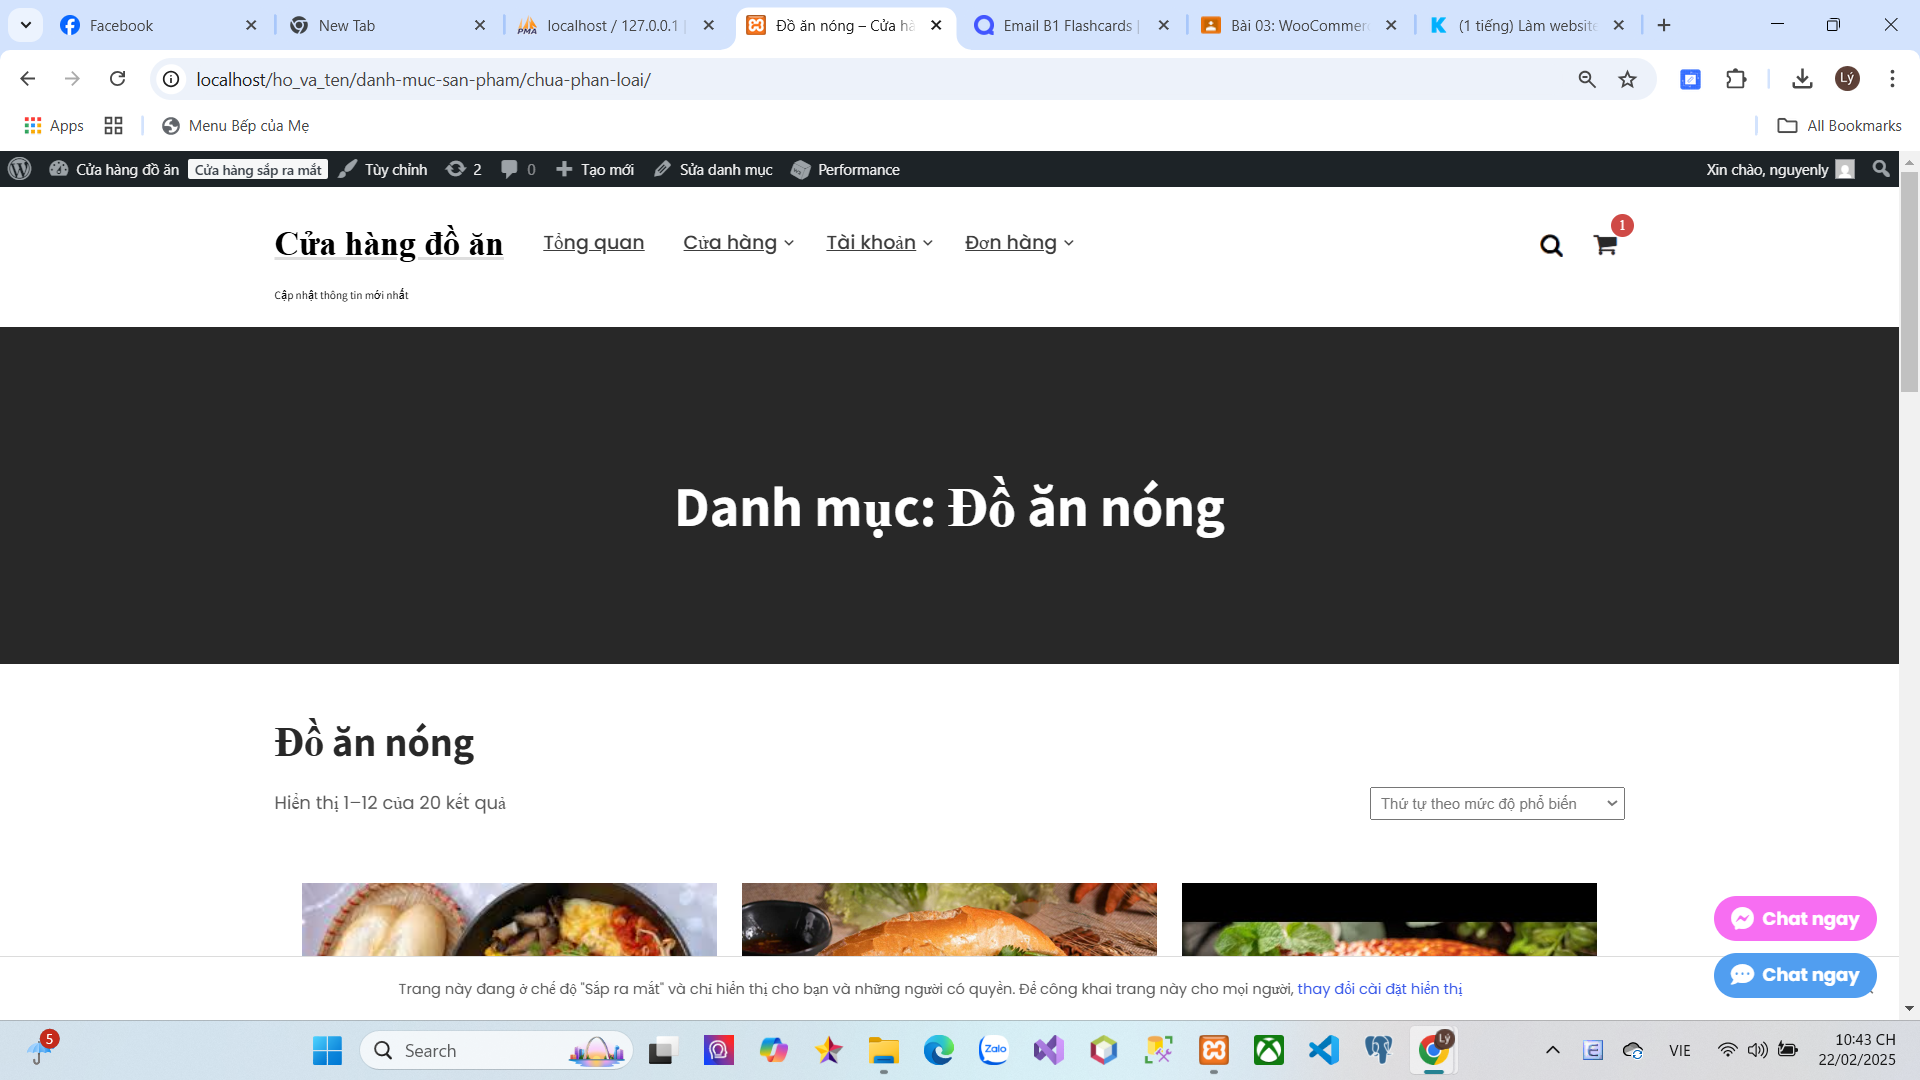 Facebook
New Tab
localhost / 127.0.0.1 |
Đồ ăn nóng – Cửa hà
Email B1 Flashcards |
Bài 03: WooCommer
(1 tiếng) Làm website
localhost/ho_va_ten/danh-muc-san-pham/chua-phan-loai/
Lý
Apps
Menu Bếp của Mẹ
All Bookmarks
Cửa hàng đồ ăn
Cửa hàng sắp ra mắt
Tùy chỉnh
2
0
Tạo mới
Sửa danh mục
Performance
Xin chào, nguyenly
Cửa hàng đồ ăn
Tổng quan
Cửa hàng
Tài khoản
Đơn hàng
1
Cập nhật thông tin mới nhất
Danh mục: Đồ ăn nóng
Đồ ăn nóng
Hiển thị 1–12 của 20 kết quả
Thứ tự theo mức độ phổ biến
Chat ngay
Chat ngay
Trang này đang ở chế độ "Sắp ra mắt" và chỉ hiển thị cho bạn và những người có quyền. Để công khai trang này cho mọi người, thay đổi cài đặt hiển thị
5
Search
Zalo
Lý
VIE
10:43 CH
22/02/2025